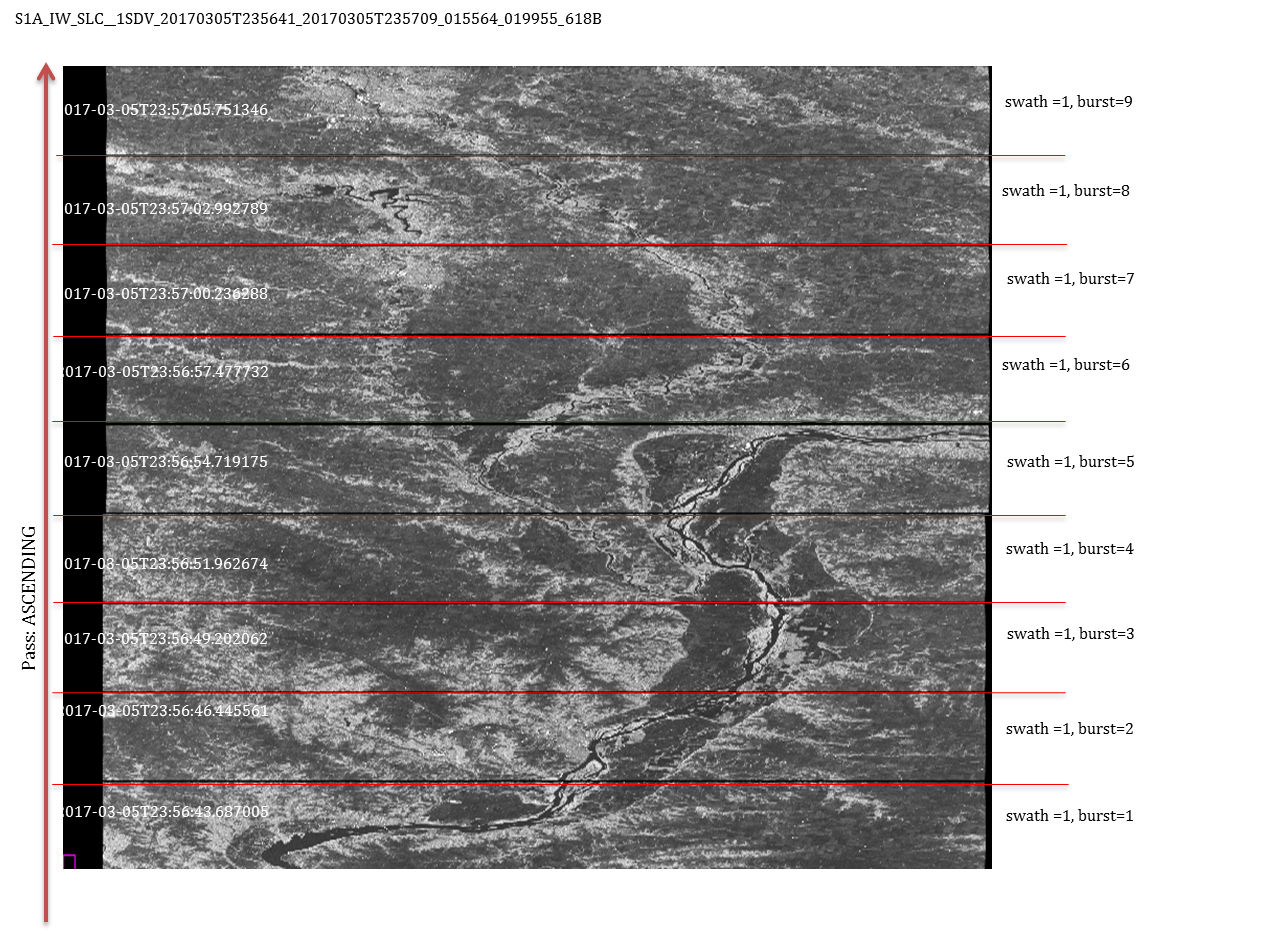 S1A_IW_SLC__1SDV_20170305T235641_20170305T235709_015564_019955_618B
017-03-05T23:57:05.751346
swath =1, burst=9
017-03-05T23:57:02.992789
swath =1, burst=8
017-03-05T23:57:00.236288
swath =1, burst=7
017-03-05T23:56:57.477732
swath =1, burst=6
017-03-05T23:56:54.719175
swath =1, burst=5
017-03-05T23:56:51.962674
swath =1, burst=4
017-03-05T23:56:49.202062
swath =1, burst=3
017-03-05T23:56:46.445561
swath =1, burst=2
017-03-05T23:56:43.687005
swath =1, burst=1
Pass: ASCENDING